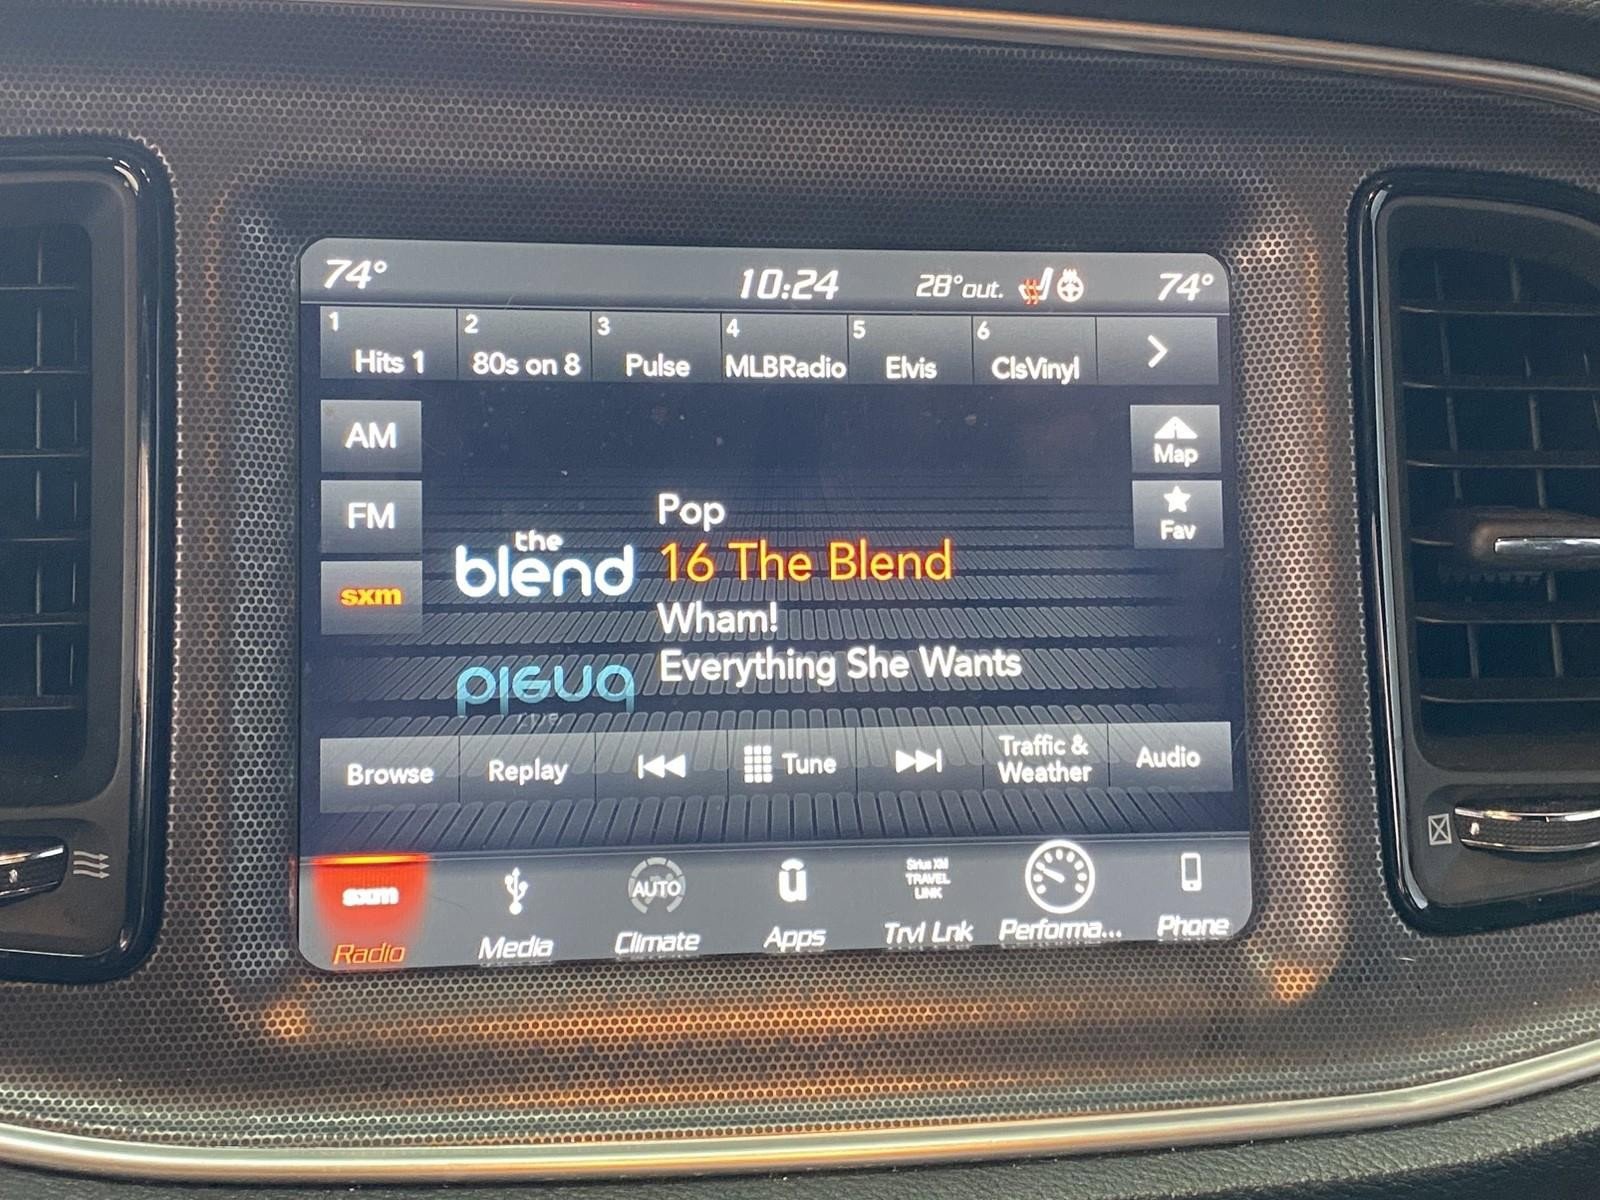 74° 10:24 28°out. 74°
1 2 3 4 5 6
Hits 1 80s on 8 Pulse MLBRadio Elvis ClsVinyl
AM
Map
FM
Fav
sxm
the
blend
Pop
16 The Blend
Wham!
Everything She Wants
Browse Replay Tune Traffic &
Weather Audio
sxm AUTO u SiriusXM
TRAVEL
LINK
Radio Media Climate Apps Trvl Lnk Performa... Phone